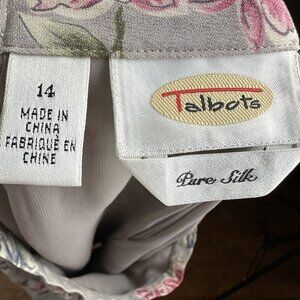 14
MADE IN
CHINA
FABRIQUÉ EN
CHINE
Talbots
Pure Silk